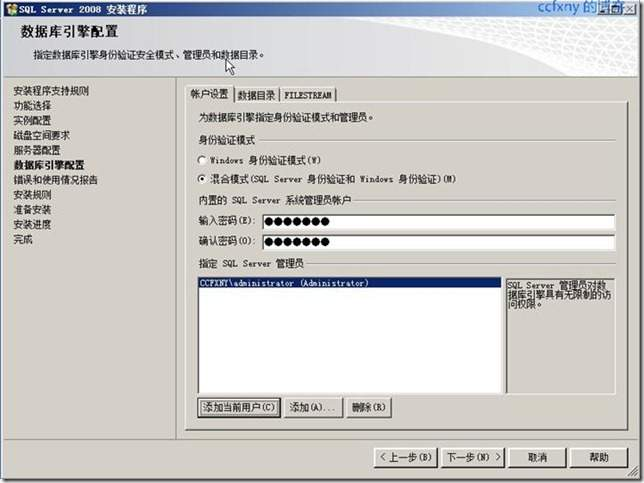 SQL Server 2008 安装程序
ccfxny 的博客
数据库引擎配置
指定数据库引擎身份验证安全模式、管理员和数据目录。
安装程序支持规则
功能选择
实例配置
磁盘空间要求
服务器配置
数据库引擎配置
错误和使用情况报告
安装规则
准备安装
安装进度
完成
帐户设置 数据目录 FILESTREAM
为数据库引擎指定身份验证模式和管理员。
身份验证模式
Windows 身份验证模式(W)
混合模式(SQL Server 身份验证和 Windows 身份验证)(M)
内置的 SQL Server 系统管理员帐户
输入密码(E): ●●●●●●●
确认密码(O): ●●●●●●●
指定 SQL Server 管理员
CCFXNY\administrator (Administrator)
SQL Server 管理员对数
据库引擎具有无限制的访
问权限。
添加当前用户(C) 添加(A)... 删除(R)
< 上一步(B) 下一步(N) > 取消 帮助